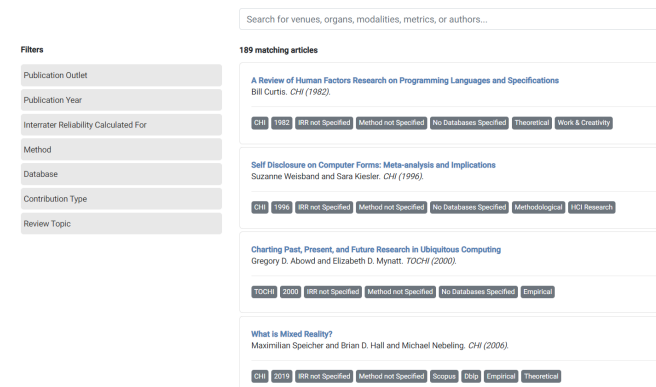 Search for venues, organs, modalities, metrics, or authors...
Filters
Publication Outlet
Publication Year
Interrater Reliability Calculated For
Method
Database
Contribution Type
Review Topic
189 matching articles
A Review of Human Factors Research on Programming Languages and Specifications
Bill Curtis. CHI (1982).
CHI 1982 IRR not Specified Method not Specified No Databases Specified Theoretical Work & Creativity
Self Disclosure on Computer Forms: Meta-analysis and Implications
Suzanne Weisband and Sara Kiesler. CHI (1996).
CHI 1996 IRR not Specified Method not Specified No Databases Specified Methodological HCI Research
Charting Past, Present, and Future Research in Ubiquitous Computing
Gregory D. Abowd and Elizabeth D. Mynatt. TOCHI (2000).
TOCHI 2000 IRR not Specified Method not Specified No Databases Specified Empirical
What is Mixed Reality?
Maximilian Speicher and Brian D. Hall and Michael Nebeling. CHI (2006).
CHI 2019 IRR not Specified Method not Specified Scopus Dblp Empirical Theoretical